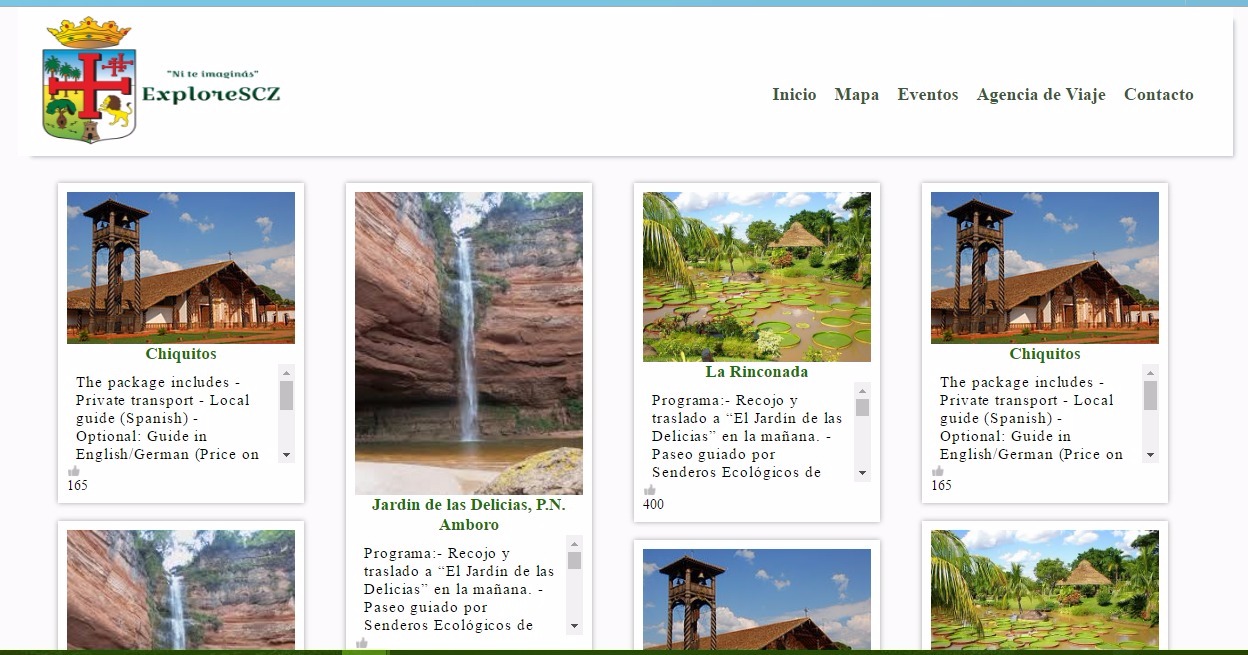 "Ni te imaginás"
ExploreSCZ
Inicio Mapa Eventos Agencia de Viaje Contacto
Chiquitos
The package includes -
Private transport - Local
guide (Spanish) -
Optional: Guide in
English/German (Price on
165
Jardin de las Delicias, P.N.
Amboro
Programa:- Recojo y
traslado a “El Jardín de las
Delicias” en la mañana. -
Paseo guiado por
Senderos Ecológicos de
La Rinconada
Programa:- Recojo y
traslado a “El Jardín de las
Delicias” en la mañana. -
Paseo guiado por
Senderos Ecológicos de
400
Chiquitos
The package includes -
Private transport - Local
guide (Spanish) -
Optional: Guide in
English/German (Price on
165